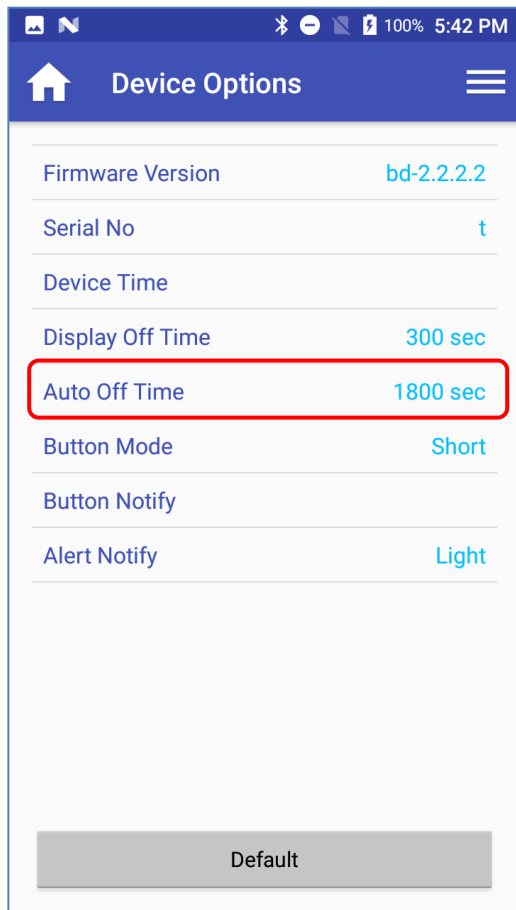 100% 5:42 PM
Device Options
Firmware Version bd-2.2.2.2
Serial No t
Device Time
Display Off Time 300 sec
Auto Off Time 1800 sec
Button Mode Short
Button Notify
Alert Notify Light
Default